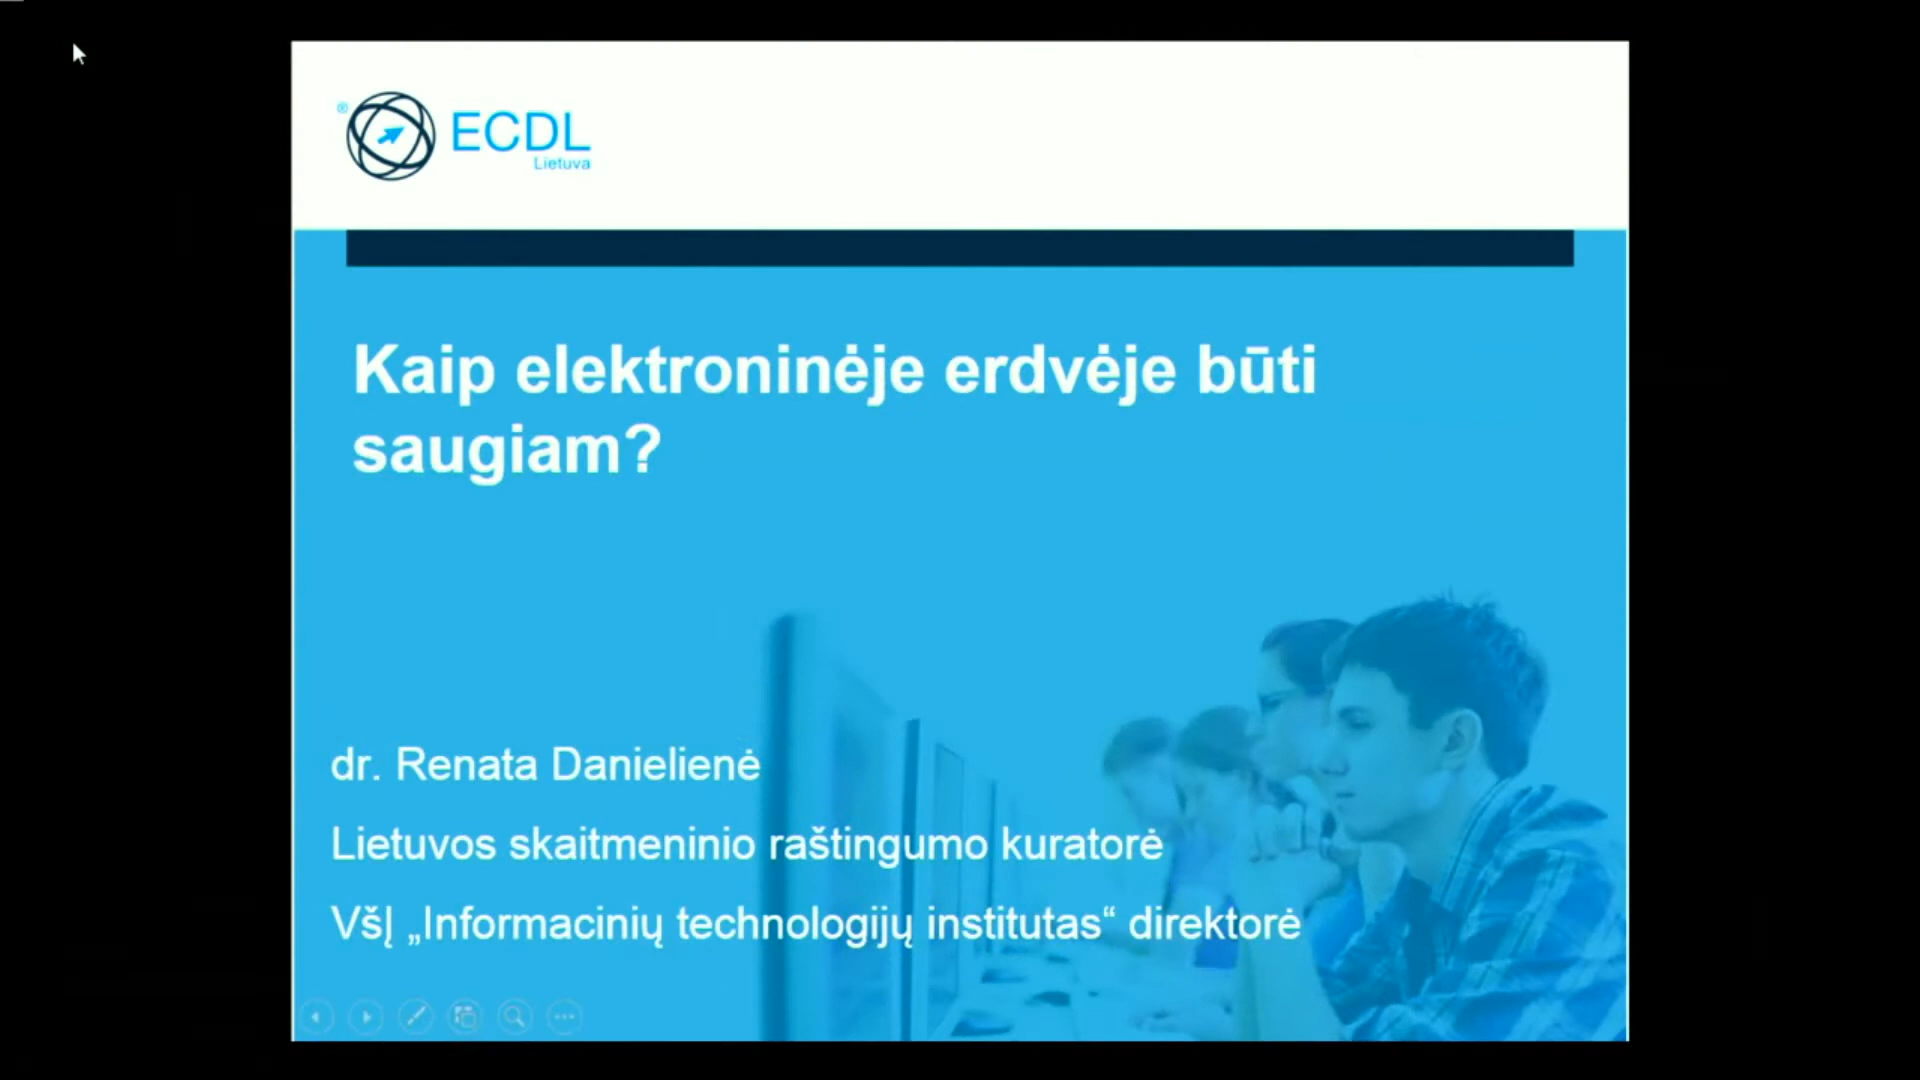 ®
ECDL
Lietuva
Kaip elektroninėje erdvėje būti
saugiam?
dr. Renata Danielienė
Lietuvos skaitmeninio raštingumo kuratorė
VšĮ „Informacinių technologijų institutas“ direktorė